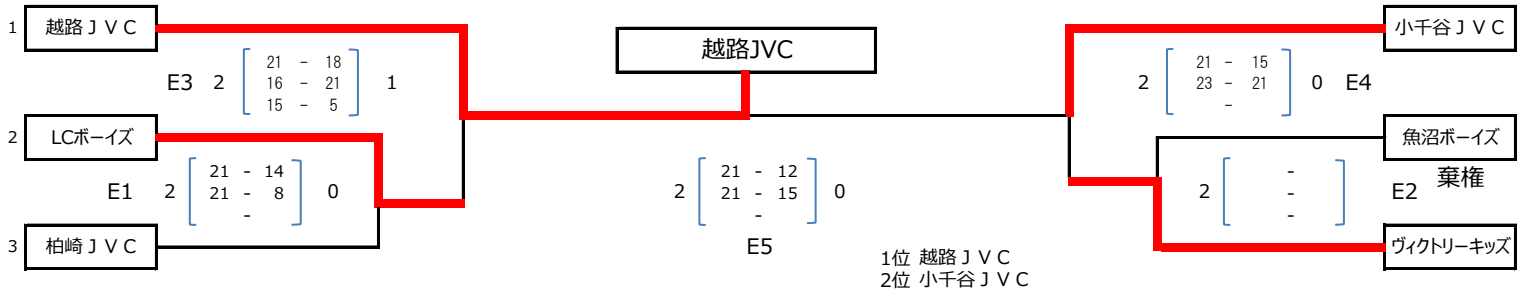 1 越路ＪＶＣ
越路JVC
小千谷ＪＶＣ
E3 2 21 - 18 1
16 - 21
15 - 5
2 21 - 15 0 E4
23 - 21
-
2 LCボーイズ
魚沼ボーイズ
棄権
E1 2 21 - 14 0
21 - 8
-
2 21 - 12 0
21 - 15
-
E5
2 - E2
-
-
3 柏崎ＪＶＣ
ヴィクトリーキッズ
1位 越路ＪＶＣ
2位 小千谷ＪＶＣ